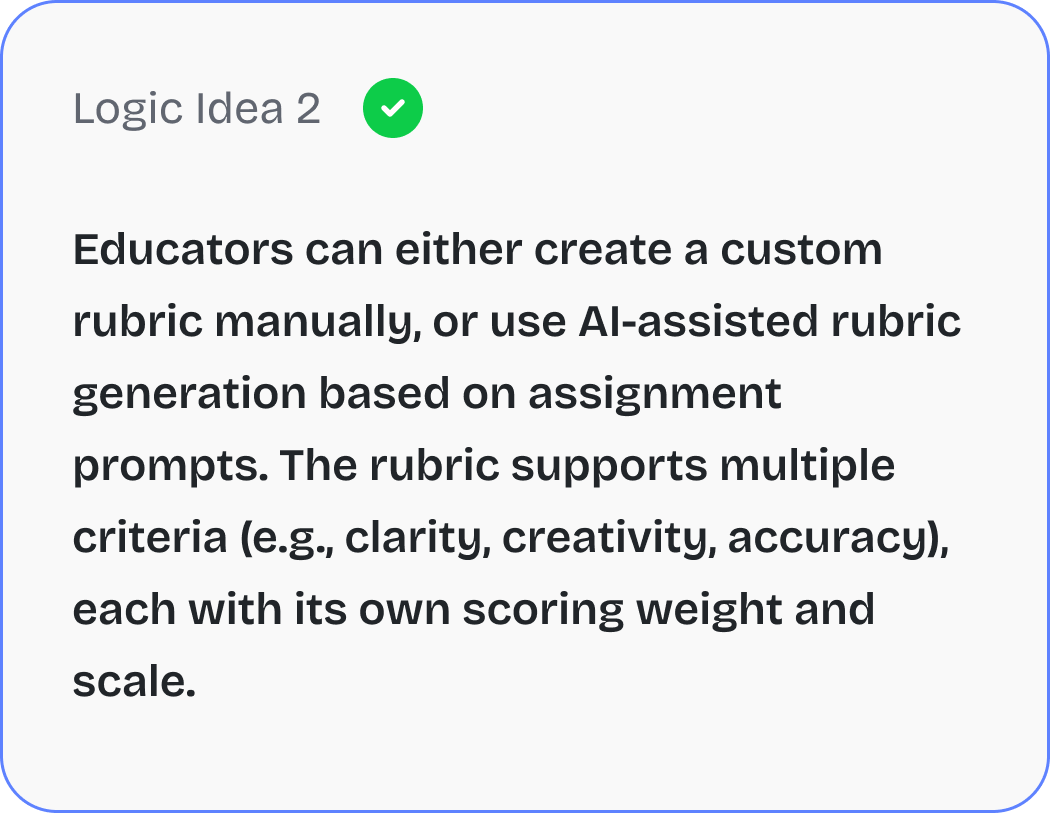 Logic Idea 2
Educators can either create a custom
rubric manually, or use AI-assisted rubric
generation based on assignment
prompts. The rubric supports multiple
criteria (e.g., clarity, creativity, accuracy),
each with its own scoring weight and
scale.